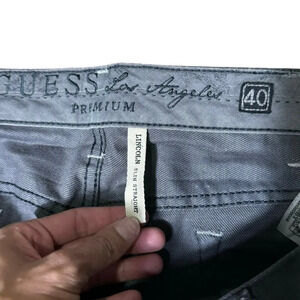 GUESS Los Angeles 40
PREMIUM
LINCOLN SLIM STRAIGHT